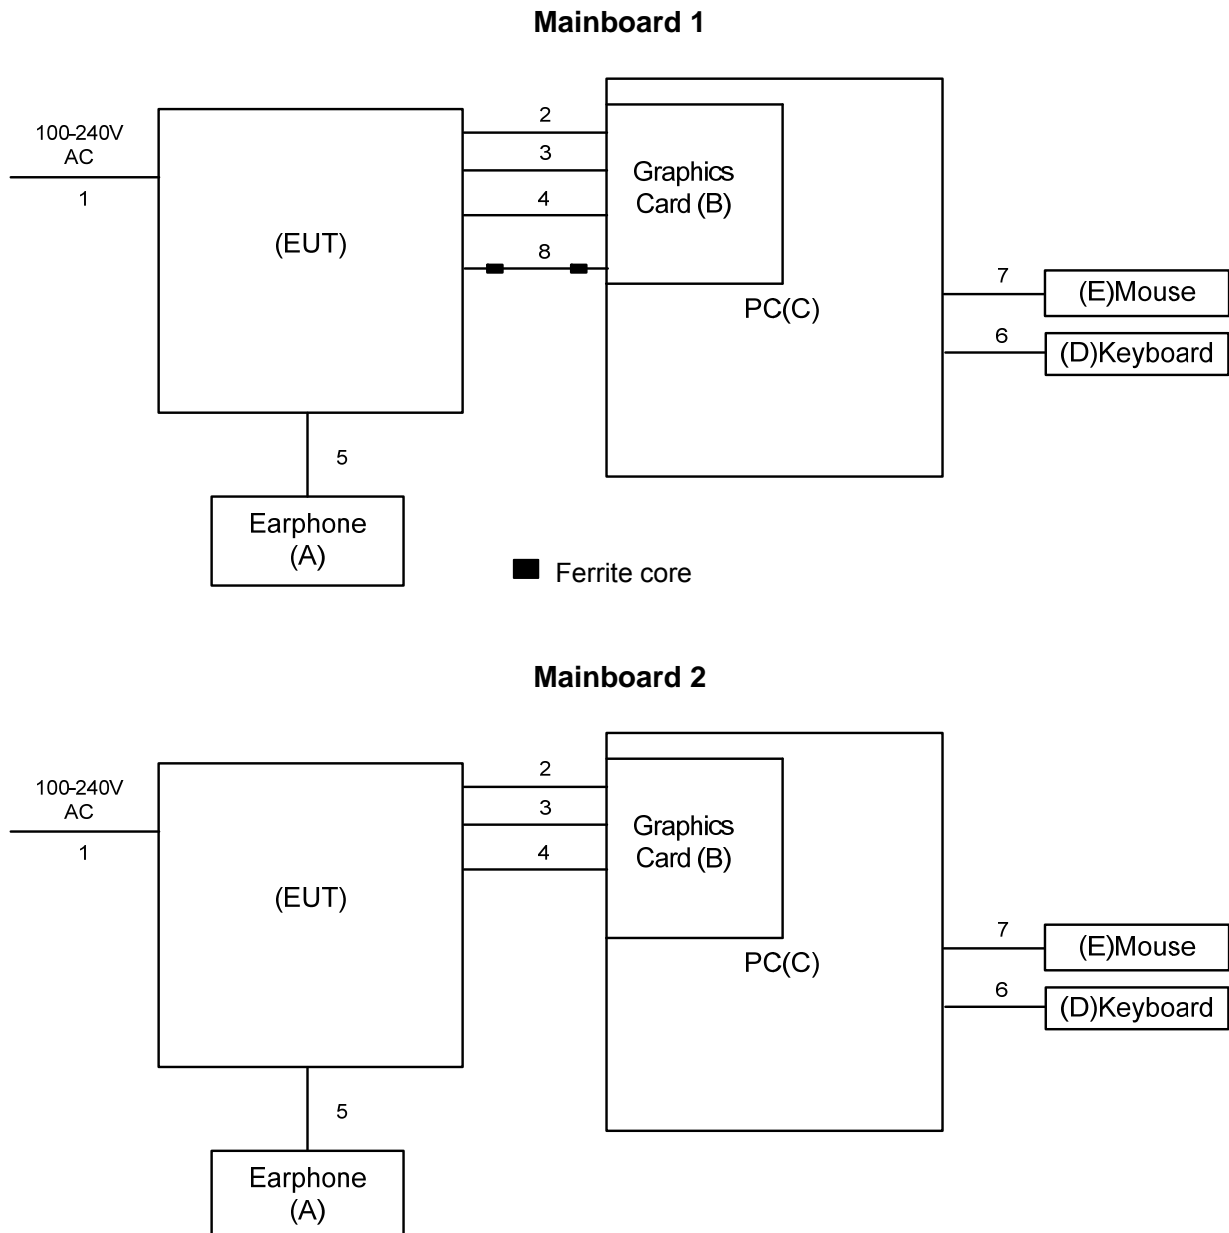 Mainboard 1
100-240V
AC
1
(EUT)
2
3
4
8
Graphics
Card (B)
PC(C)
7
(E)Mouse
6
(D)Keyboard
5
Earphone
(A)
Ferrite core
Mainboard 2
100-240V
AC
1
(EUT)
2
3
4
Graphics
Card (B)
PC(C)
7
(E)Mouse
6
(D)Keyboard
5
Earphone
(A)